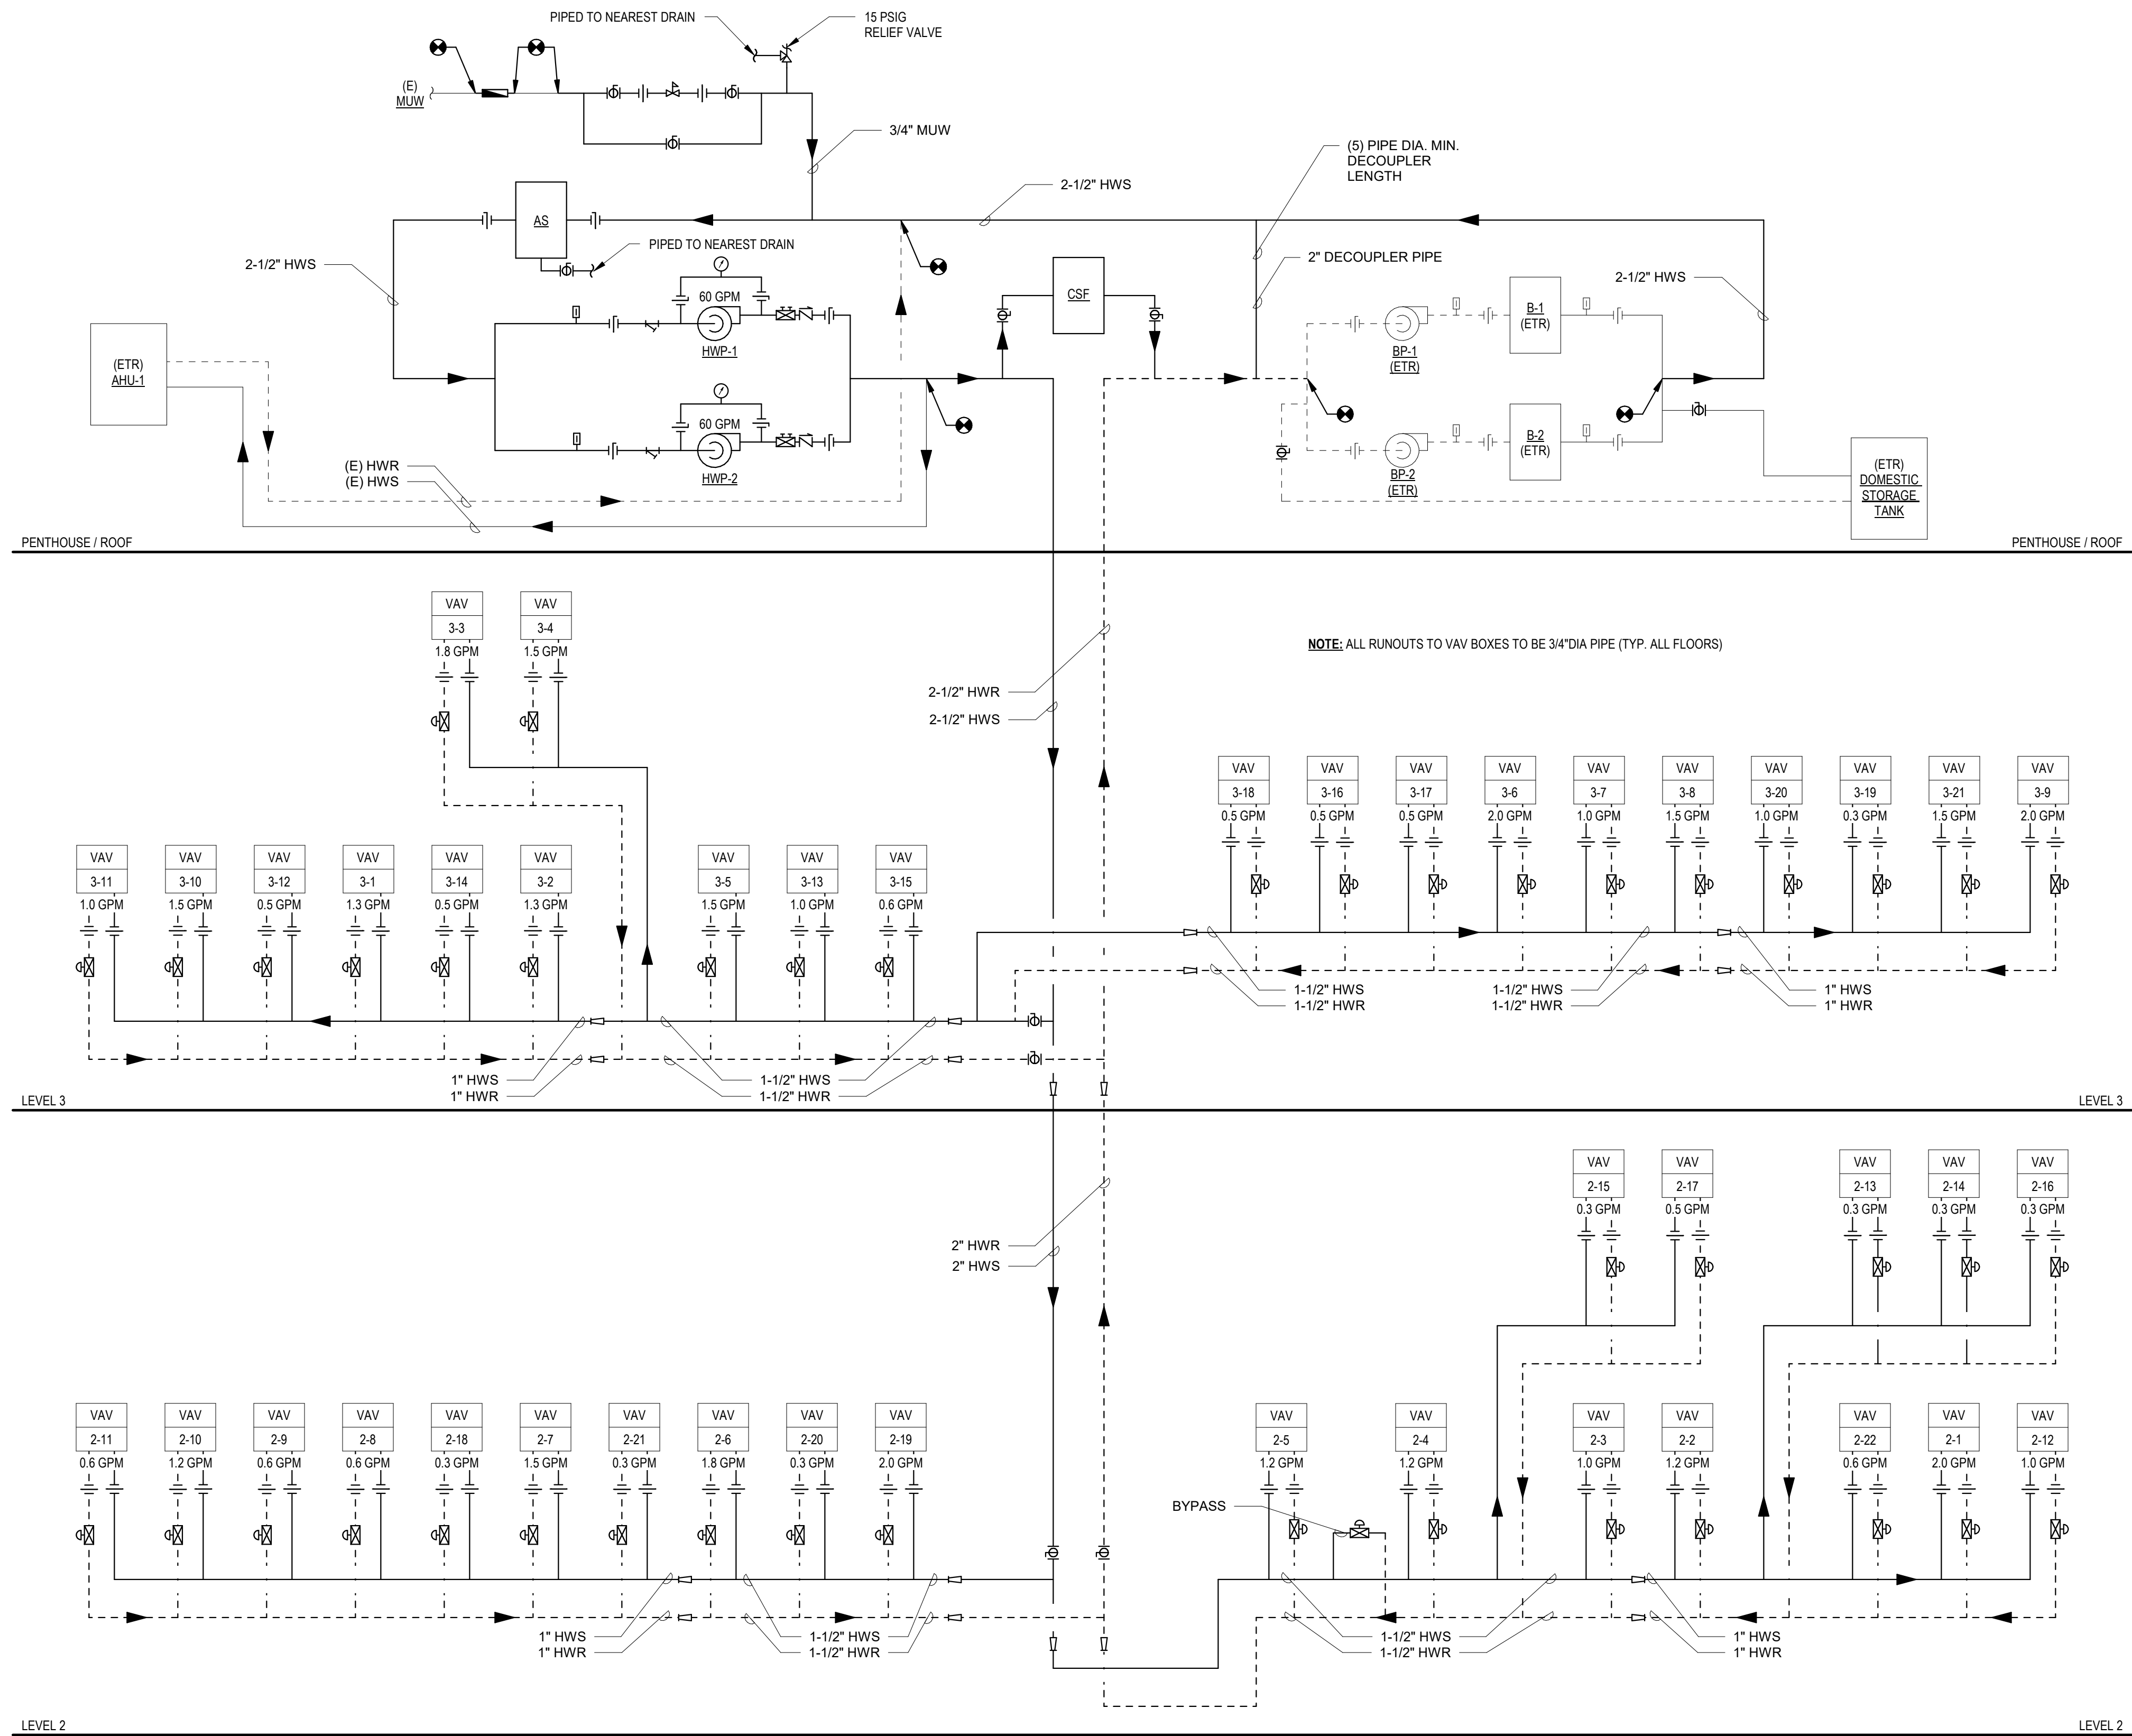 PIPED TO NEAREST DRAIN
15 PSIG
RELIEF VALVE
(E)
MUW
3/4" MUW
(5) PIPE DIA. MIN.
DECOUPLER
LENGTH
2-1/2" HWS
AS
PIPED TO NEAREST DRAIN
2-1/2" HWS
2" DECOUPLER PIPE
2-1/2" HWS
60 GPM
HWP-1
CSF
B-1
(ETR)
BP-1
(ETR)
(ETR)
AHU-1
60 GPM
HWP-2
B-2
(ETR)
BP-2
(ETR)
(E) HWR
(E) HWS
(ETR)
DOMESTIC
STORAGE
TANK
PENTHOUSE / ROOF
PENTHOUSE / ROOF
VAV
3-3
1.8 GPM
VAV
3-4
1.5 GPM
NOTE: ALL RUNOUTS TO VAV BOXES TO BE 3/4"DIA PIPE (TYP. ALL FLOORS)
2-1/2" HWR
2-1/2" HWS
VAV
3-18
0.5 GPM
VAV
3-16
0.5 GPM
VAV
3-17
0.5 GPM
VAV
3-6
2.0 GPM
VAV
3-7
1.0 GPM
VAV
3-8
1.5 GPM
VAV
3-20
1.0 GPM
VAV
3-19
0.3 GPM
VAV
3-21
1.5 GPM
VAV
3-9
2.0 GPM
VAV
3-11
1.0 GPM
VAV
3-10
1.5 GPM
VAV
3-12
0.5 GPM
VAV
3-1
1.3 GPM
VAV
3-14
0.5 GPM
VAV
3-2
1.3 GPM
VAV
3-5
1.5 GPM
VAV
3-13
1.0 GPM
VAV
3-15
0.6 GPM
1-1/2" HWS
1-1/2" HWR
1-1/2" HWS
1-1/2" HWR
1" HWS
1" HWR
1" HWS
1" HWR
1-1/2" HWS
1-1/2" HWR
LEVEL 3
LEVEL 3
VAV
2-15
0.3 GPM
VAV
2-17
0.5 GPM
VAV
2-13
0.3 GPM
VAV
2-14
0.3 GPM
VAV
2-16
0.3 GPM
2" HWR
2" HWS
VAV
2-11
0.6 GPM
VAV
2-10
1.2 GPM
VAV
2-9
0.6 GPM
VAV
2-8
0.6 GPM
VAV
2-18
0.3 GPM
VAV
2-7
1.5 GPM
VAV
2-21
0.3 GPM
VAV
2-6
1.8 GPM
VAV
2-20
0.3 GPM
VAV
2-19
2.0 GPM
VAV
2-5
1.2 GPM
VAV
2-4
1.2 GPM
VAV
2-3
1.0 GPM
VAV
2-2
1.2 GPM
VAV
2-22
0.6 GPM
VAV
2-1
2.0 GPM
VAV
2-12
1.0 GPM
BYPASS
1" HWS
1" HWR
1-1/2" HWS
1-1/2" HWR
1-1/2" HWS
1-1/2" HWR
1" HWS
1" HWR
LEVEL 2
LEVEL 2